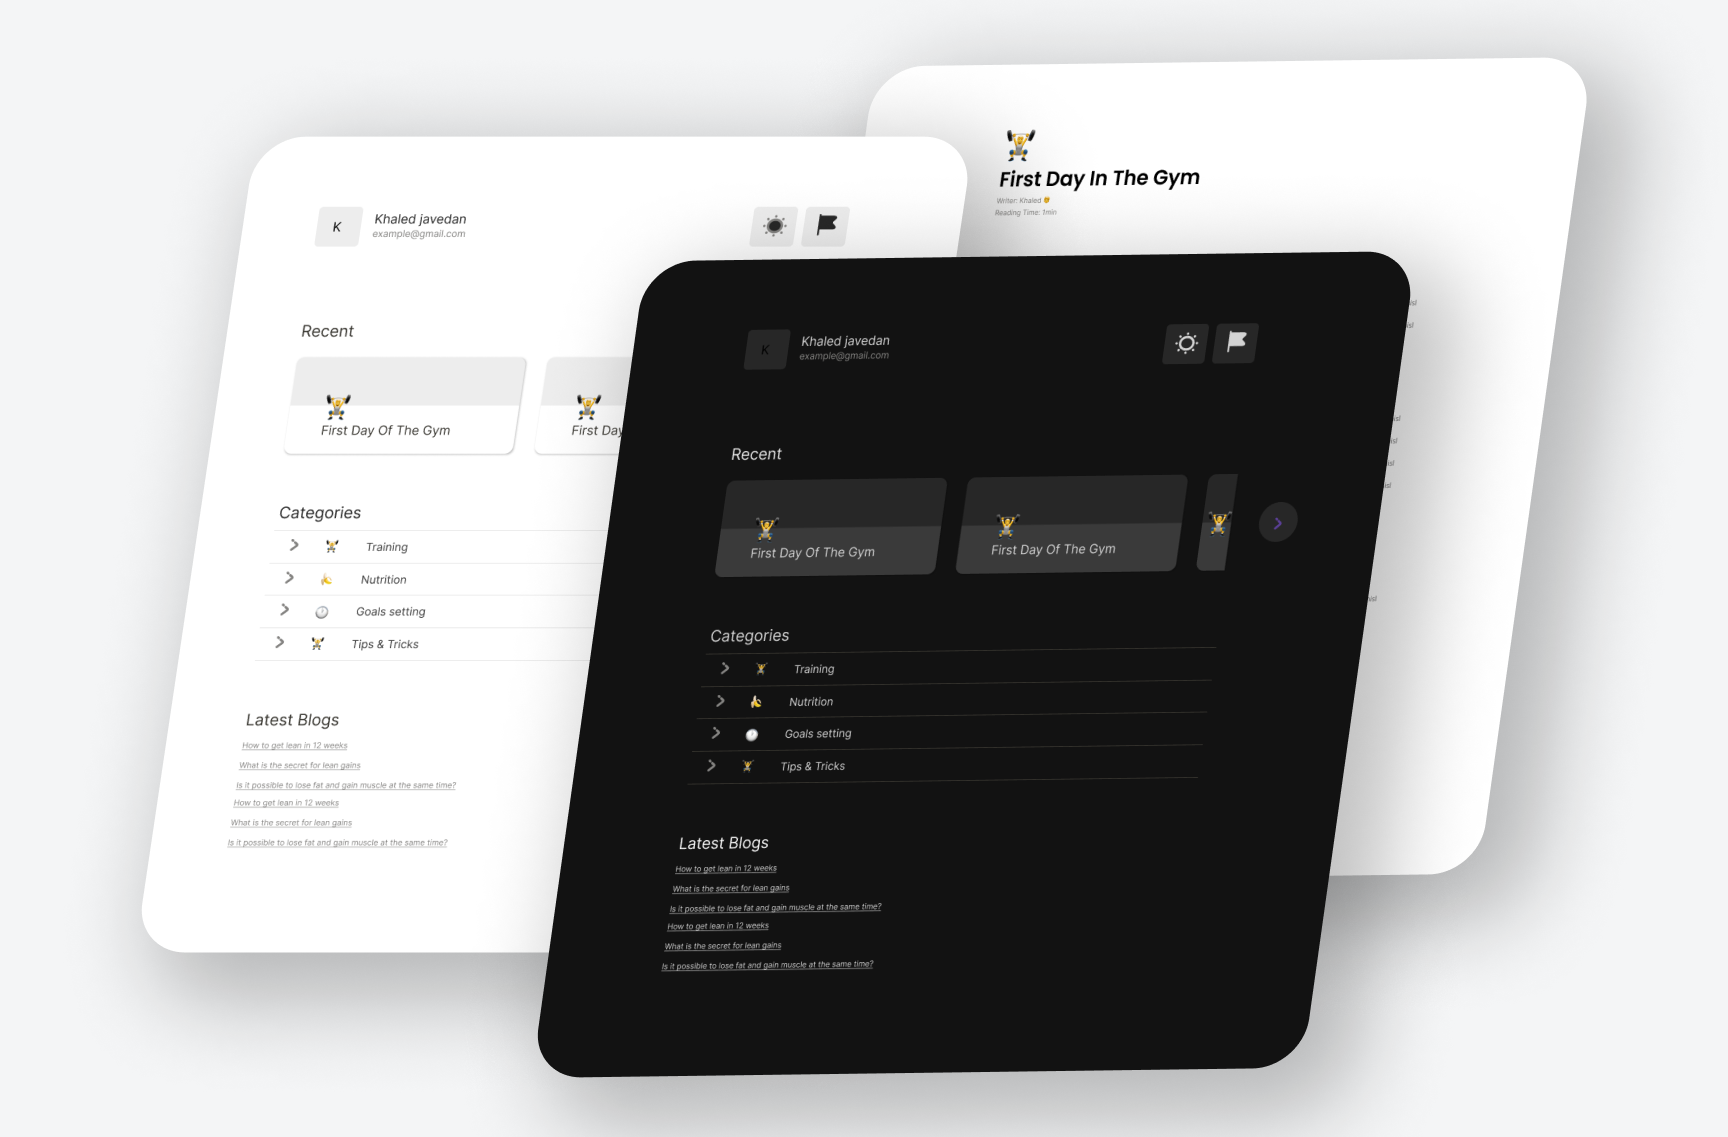 K
Khaled javedan
example@gmail.com
Recent
First Day Of The Gym
First Day
Categories
Training
Nutrition
Goals setting
Tips & Tricks
Latest Blogs
How to get lean in 12 weeks
What is the secret for lean gains
Is it possible to lose fat and gain muscle at the same time?
How to get lean in 12 weeks
What is the secret for lean gains
Is it possible to lose fat and gain muscle at the same time?
First Day In The Gym
Writer: Khaled
Reading Time: 1min
K
Khaled javedan
example@gmail.com
Recent
First Day Of The Gym
First Day Of The Gym
Categories
Training
Nutrition
Goals setting
Tips & Tricks
Latest Blogs
How to get lean in 12 weeks
What is the secret for lean gains
Is it possible to lose fat and gain muscle at the same time?
How to get lean in 12 weeks
What is the secret for lean gains
Is it possible to lose fat and gain muscle at the same time?